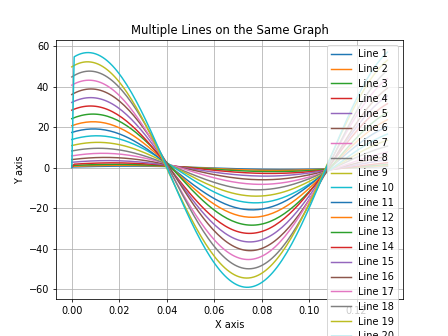 Multiple Lines on the Same Graph
60
40
20
0
−20
−40
−60
Y axis
0.00
0.02
0.04
0.06
0.08
0.10
X axis
Line 1
Line 2
Line 3
Line 4
Line 5
Line 6
Line 7
Line 8
Line 9
Line 10
Line 11
Line 12
Line 13
Line 14
Line 15
Line 16
Line 17
Line 18
Line 19
Line 20